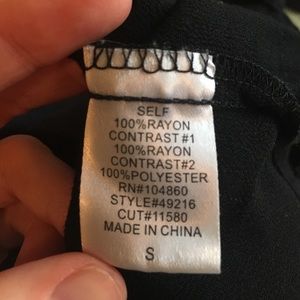 SELF
100%RAYON
CONTRAST #1
100%RAYON
CONTRAST#2
100%POLYESTER
RN#104860
STYLE#49216
CUT#11580
MADE IN CHINA
S